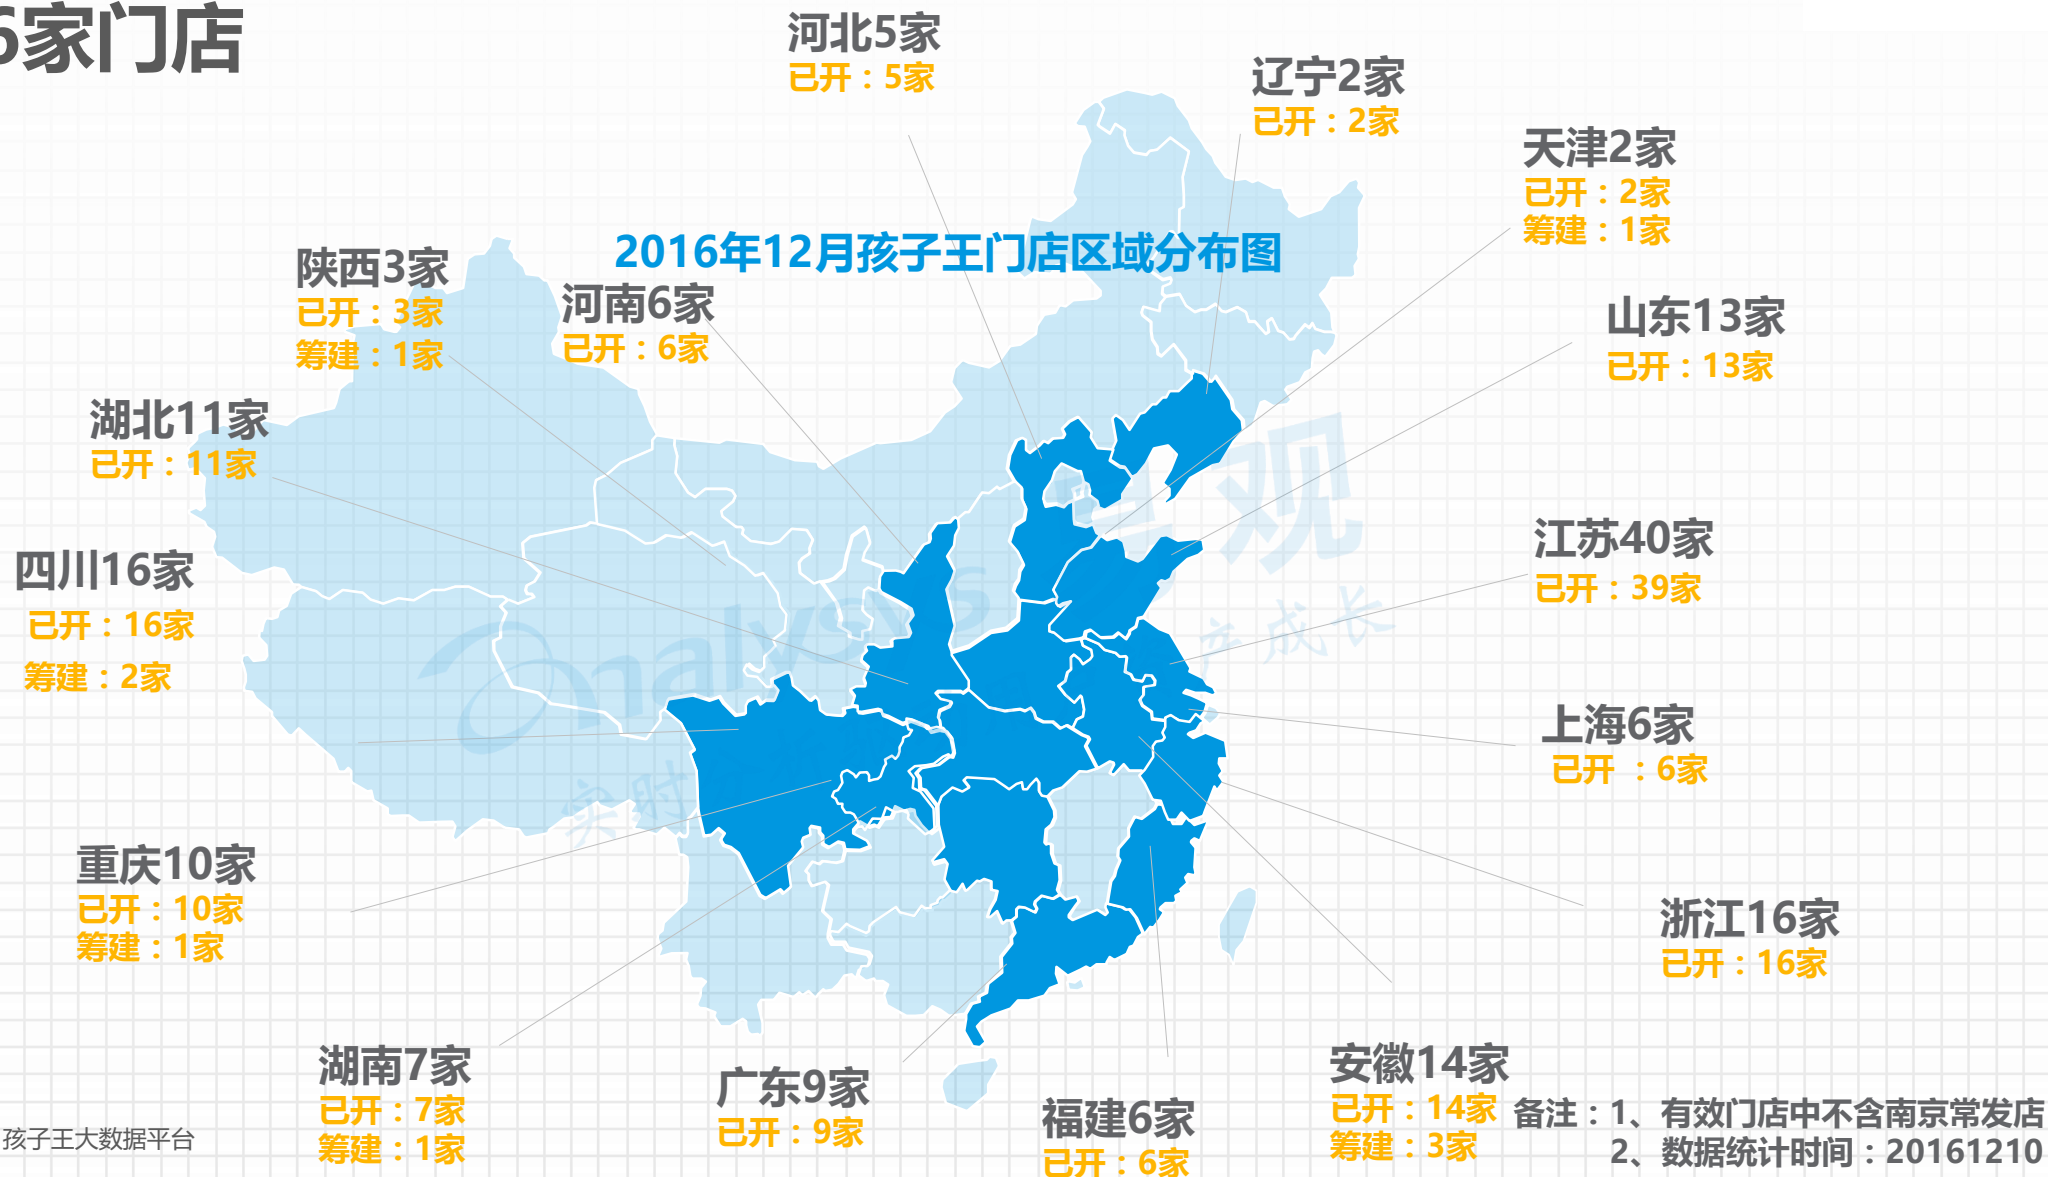 6家门店
河北5家
已开：5家
辽宁2家
已开：2家
天津2家
已开：2家
筹建：1家
2016年12月孩子王门店区域分布图
陕西3家
已开：3家
筹建：1家
河南6家
已开：6家
山东13家
已开：13家
湖北11家
已开：11家
江苏40家
已开：39家
四川16家
已开：16家
筹建：2家
analysys
观
实时
产成长
上海6家
已开 ：6家
重庆10家
已开：10家
筹建：1家
浙江16家
已开：16家
湖南7家
已开：7家
筹建：1家
广东9家
已开：9家
福建6家
已开：6家
安徽14家
已开：14家
筹建：3家
备注：1、有效门店中不含南京常发店
2、数据统计时间：20161210
孩子王大数据平台